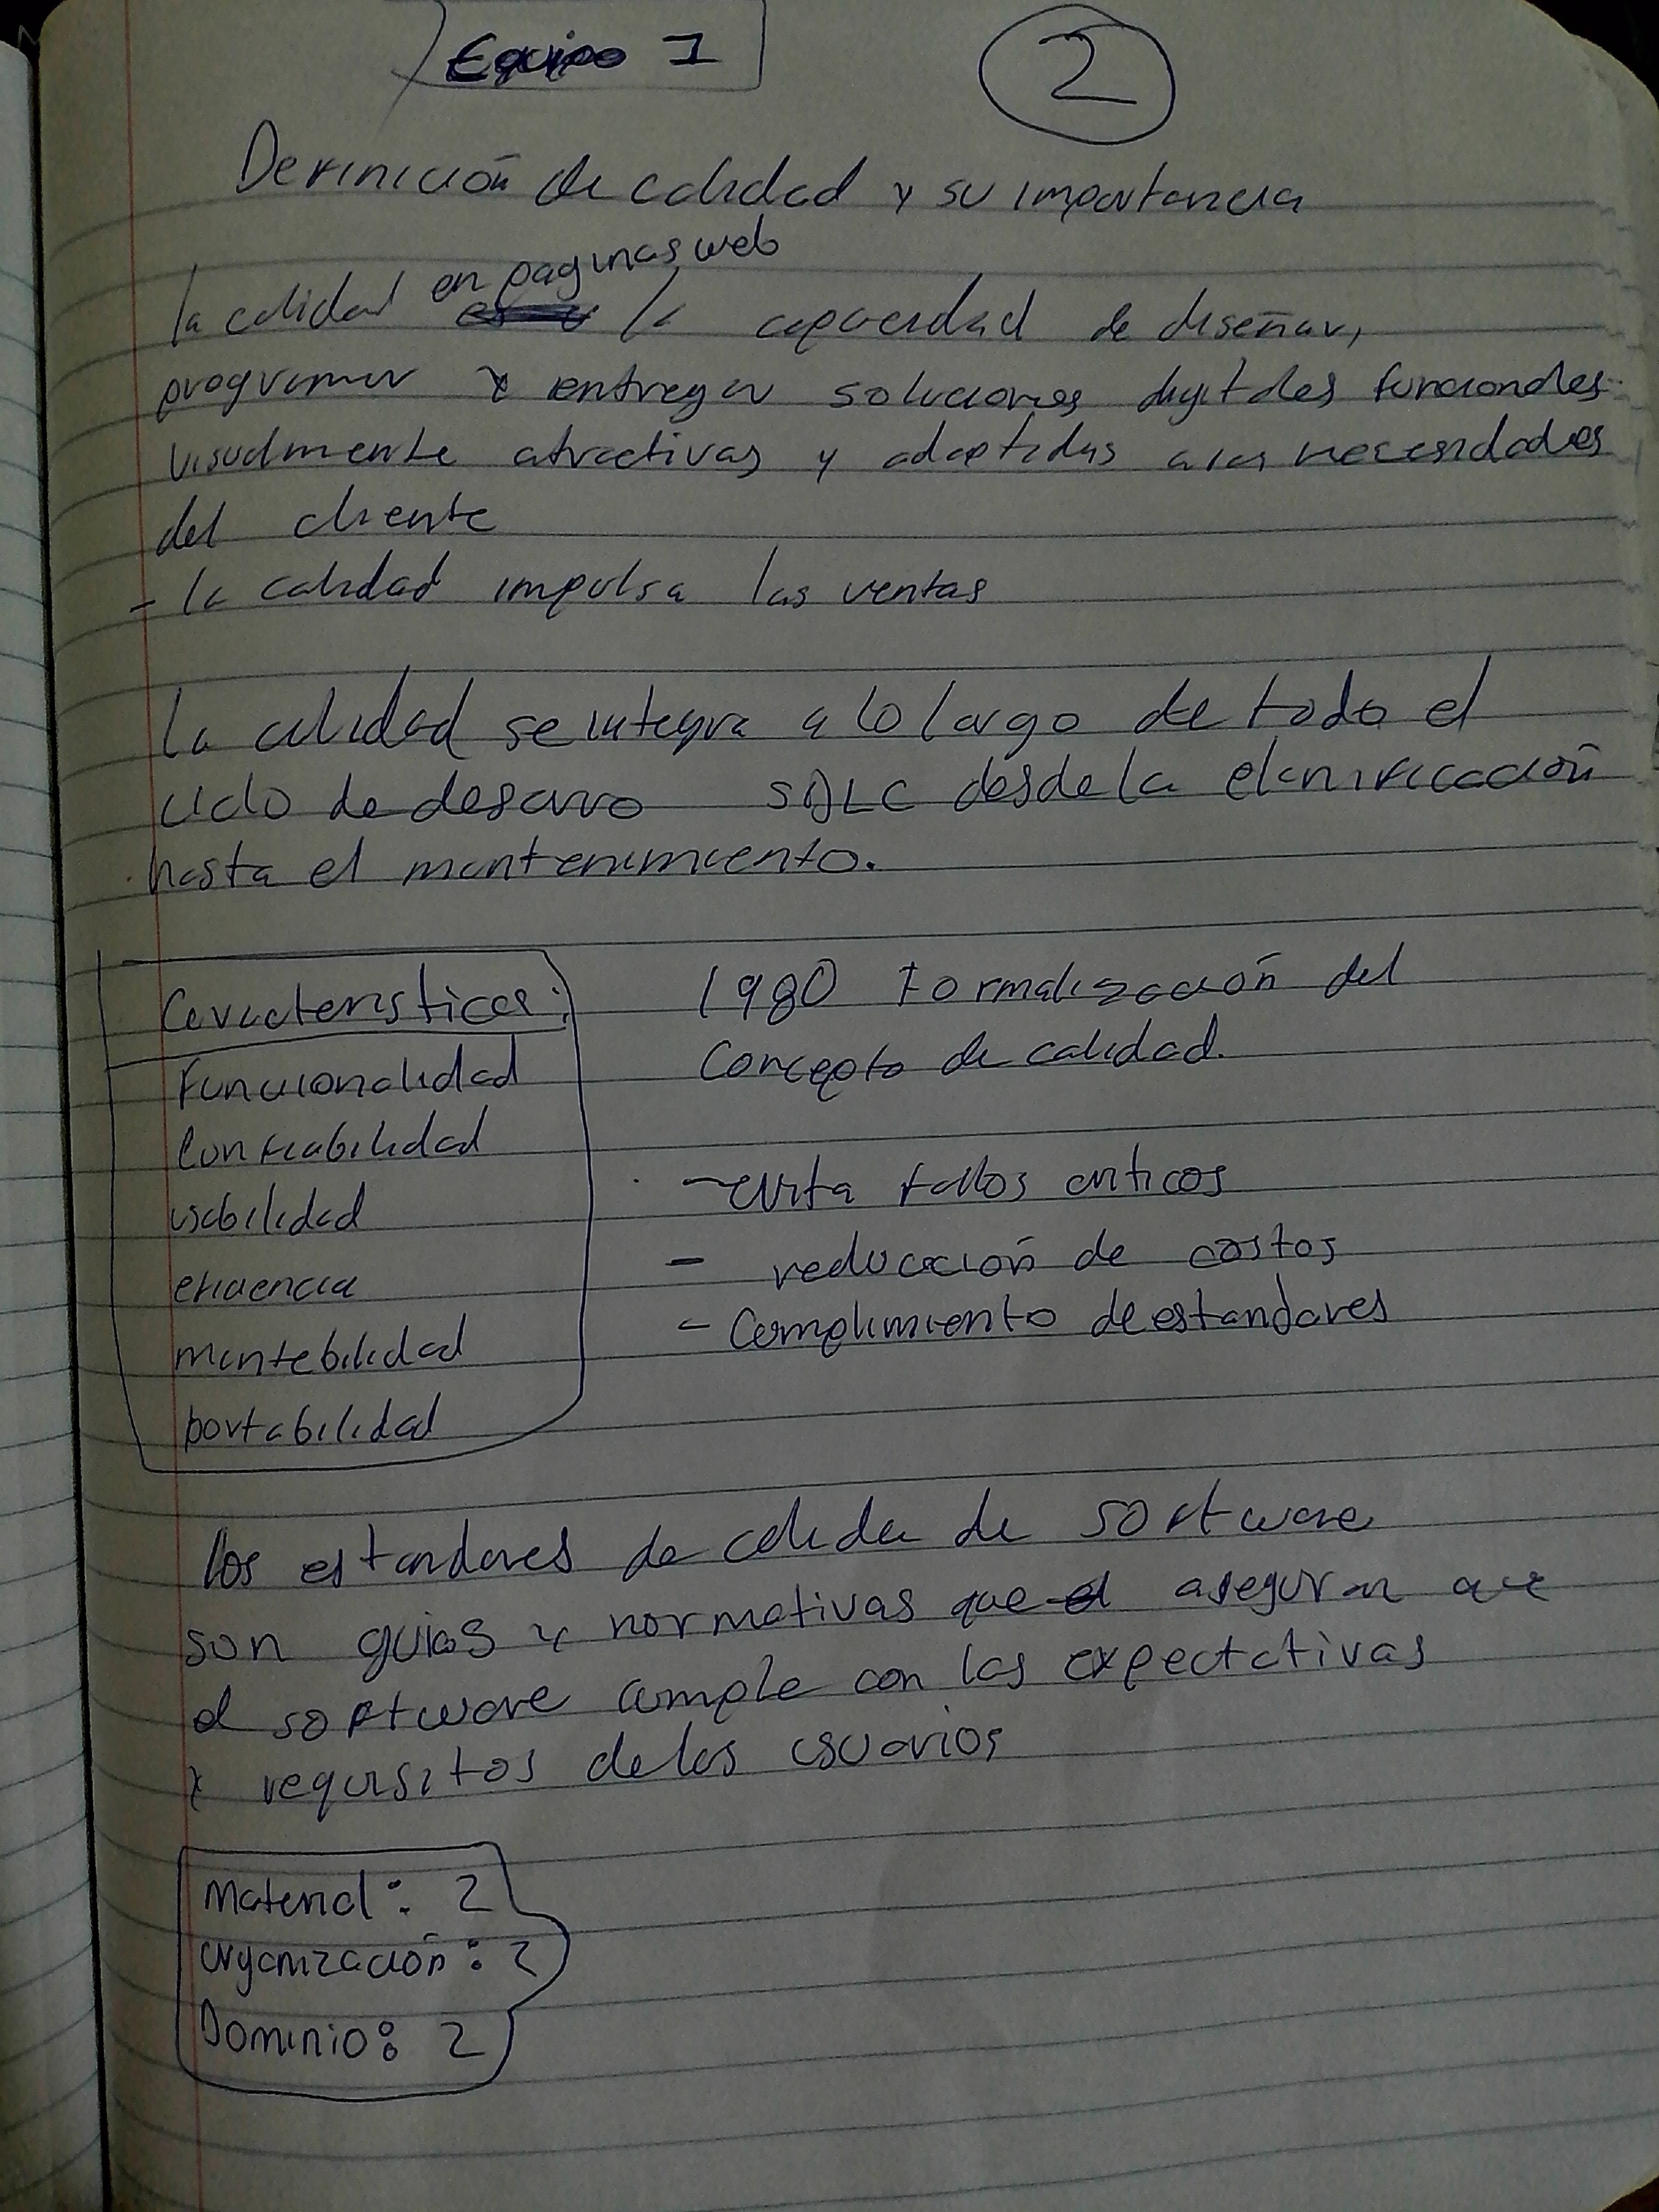 Equipo 1
2
Definición de calidad y su importancia
en paginas web
la calidad la capacidad de diseñar,
programar y entregar soluciones digitales funcionales
visualmente atractivas y adaptadas a las necesidades
del cliente
- la calidad impulsa las ventas
la calidad se integra a lo largo de todo el
ciclo de desarro SDLC desde la planificación
hasta el mantenimiento.
Caracteristicas:
Funcionalidad
Confiabilidad
usabilidad
eficiencia
mantebilidad
portabilidad
1980 Formalización del
Concepto de calidad.
- evita fallos criticos
- reducción de costos
- Cumplimiento de estandares
los estandares de calidad de software
son guias y normativas que aseguran que
el software cumple con las expectativas
y requisitos de los usuarios
Material: 2
Organización: 2
Dominio: 2